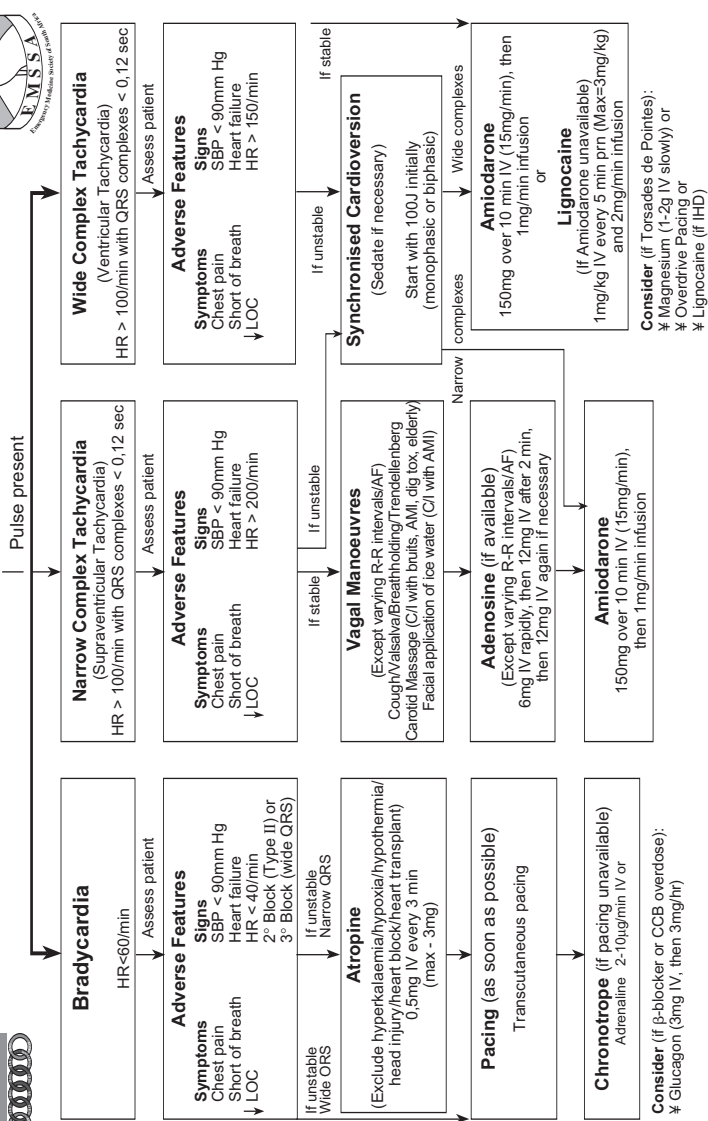 EMSSA
Emergency Medicine Society of South Africa
Pulse present
Bradycardia
HR<60/min
Assess patient
Adverse Features
Symptoms
Chest pain
Short of breath
↓LOC
Signs
SBP < 90mm Hg
Heart failure
HR < 40/min
2° Block (Type II) or
3° Block (wide QRS)
If unstable
Wide QRS
If unstable
Narrow QRS
Atropine
(Exclude hyperkalaemia/hypoxia/hypothermia/
head injury/heart block/heart transplant)
0,5mg IV every 3 min
(max - 3mg)
Pacing (as soon as possible)
Transcutaneous pacing
Chronotrope (if pacing unavailable)
Adrenaline 2-10µg/min IV or
Consider (if β-blocker or CCB overdose):
¥ Glucagon (3mg IV, then 3mg/hr)
Narrow Complex Tachycardia
(Supraventricular Tachycardia)
HR > 100/min with QRS complexes < 0,12 sec
Assess patient
Adverse Features
Symptoms
Chest pain
Short of breath
↓LOC
Signs
SBP < 90mm Hg
Heart failure
HR > 200/min
If stable
If unstable
Vagal Manoeuvres
(Except varying R-R intervals/AF)
Cough/Valsalva/Breathholding/Trendellenberg
Carotid Massage (C/I with bruits, AMI, dig tox, elderly)
Facial application of ice water (C/I with AMI)
Adenosine (if available)
(Except varying R-R intervals/AF)
6mg IV rapidly, then 12mg IV after 2 min,
then 12mg IV again if necessary
Amiodarone
150mg over 10 min IV (15mg/min),
then 1mg/min infusion
Wide Complex Tachycardia
(Ventricular Tachycardia)
HR > 100/min with QRS complexes < 0,12 sec
Assess patient
Adverse Features
Symptoms
Chest pain
Short of breath
↓LOC
Signs
SBP < 90mm Hg
Heart failure
HR > 150/min
If unstable
If stable
Synchronised Cardioversion
(Sedate if necessary)
Start with 100J initially
(monophasic or biphasic)
Narrow complexes
Wide complexes
Amiodarone
150mg over 10 min IV (15mg/min), then
1mg/min infusion
or
Lignocaine
(If Amiodarone unavailable)
1mg/kg IV every 5 min prn (Max=3mg/kg)
and 2mg/min infusion
Consider (if Torsades de Pointes):
¥ Magnesium (1-2g IV slowly) or
¥ Overdrive Pacing or
¥ Lignocaine (if IHD)